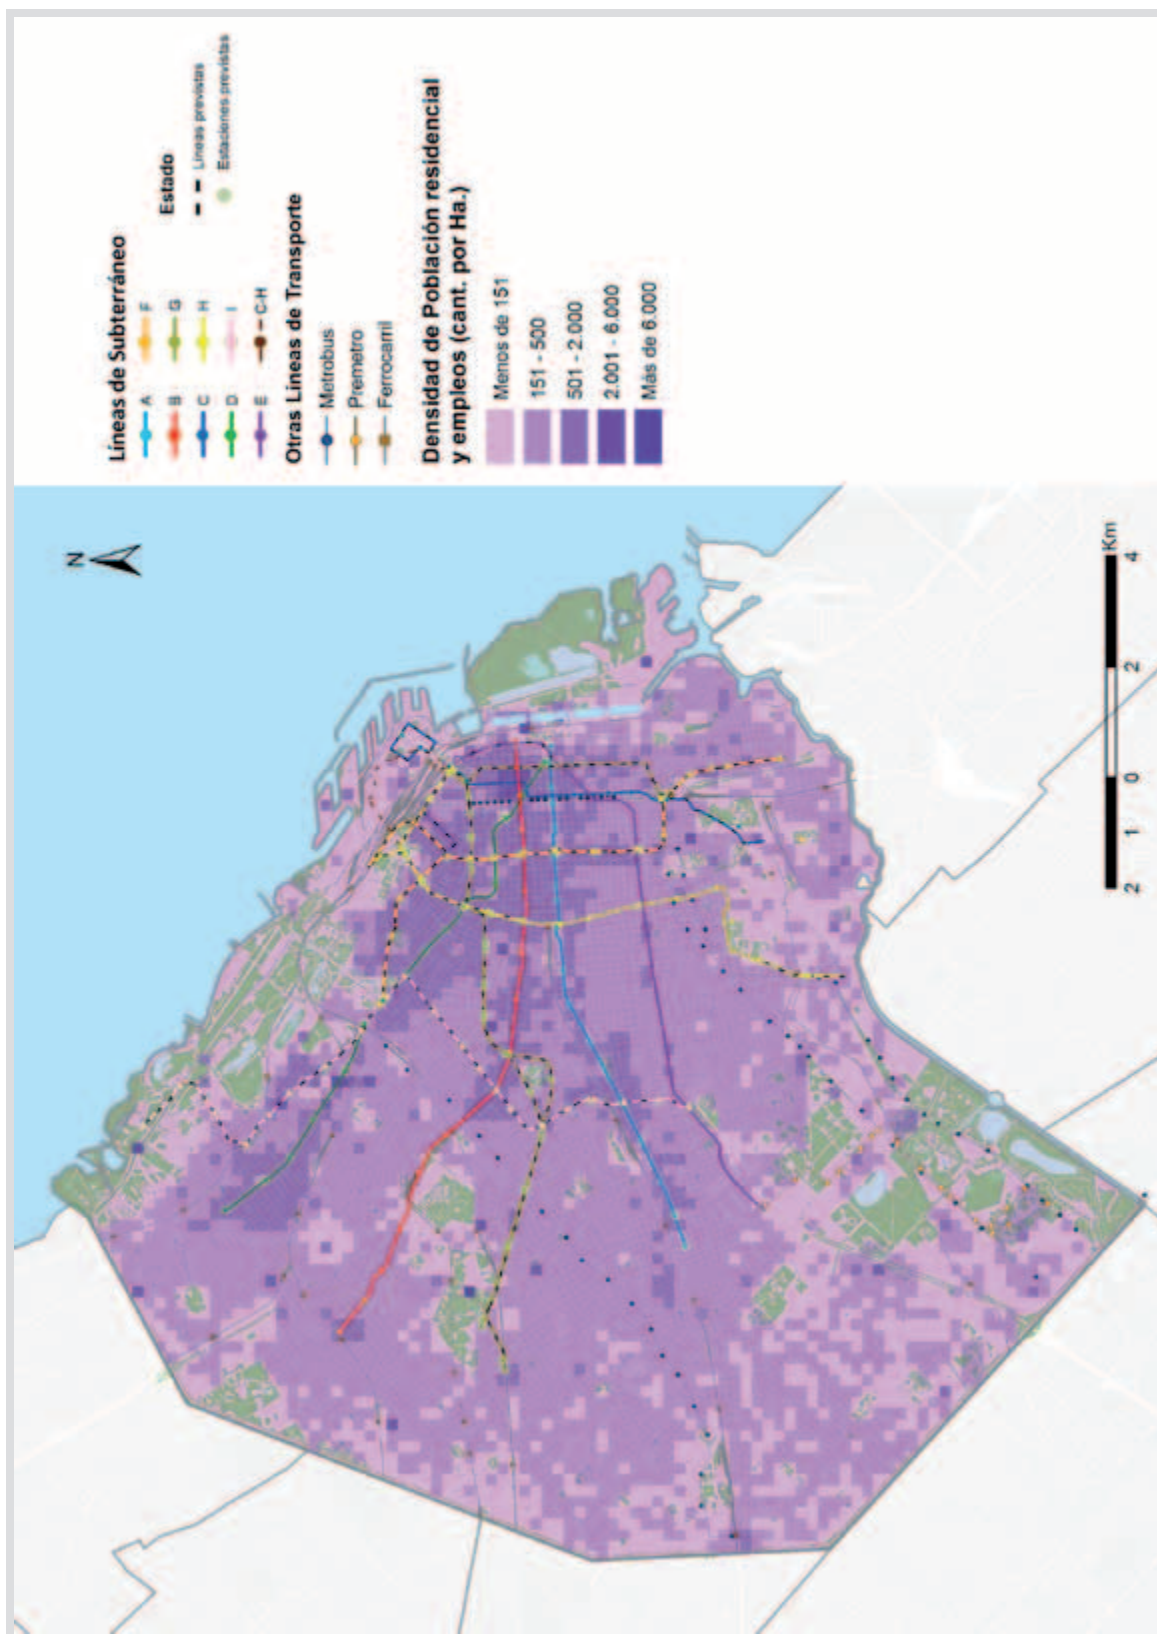 Líneas de Subterráneo
A
B
C
D
E
F
G
H
I
C-H
Estado
Líneas previstas
Estaciones previstas
Otras Líneas de Transporte
Metrobus
Premetro
Ferrocarril
Densidad de Población residencial
y empleos (cant. por Ha.)
Menos de 151
151 - 500
501 - 2.000
2.001 - 6.000
Más de 6.000
N
2 1 0 2 4
Km